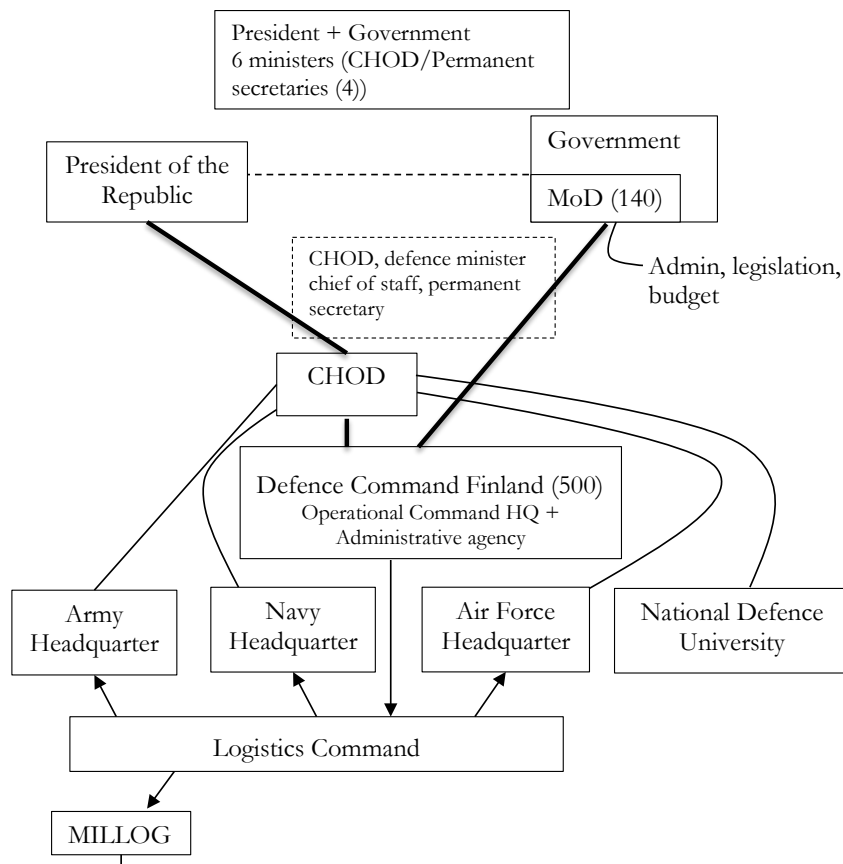 President + Government
6 ministers (CHOD/Permanent
secretaries (4))
Government
President of the
Republic
MoD (140)
CHOD, defence minister
chief of staff, permanent
secretary
Admin, legislation,
budget
CHOD
Defence Command Finland (500)
Operational Command HQ +
Administrative agency
Army
Headquarter
Navy
Headquarter
Air Force
Headquarter
National Defence
University
Logistics Command
MILLOG